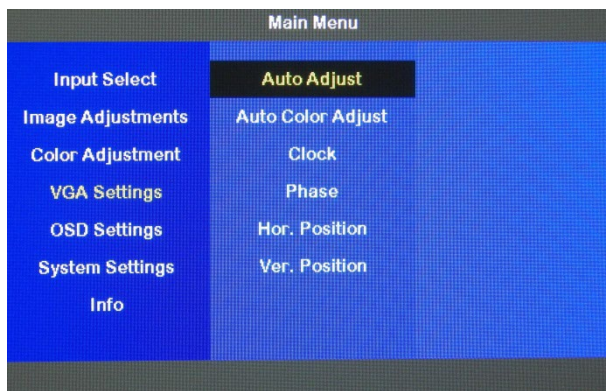 Main Menu
Input Select
Image Adjustments
Color Adjustment
VGA Settings
OSD Settings
System Settings
Info
Auto Adjust
Auto Color Adjust
Clock
Phase
Hor. Position
Ver. Position